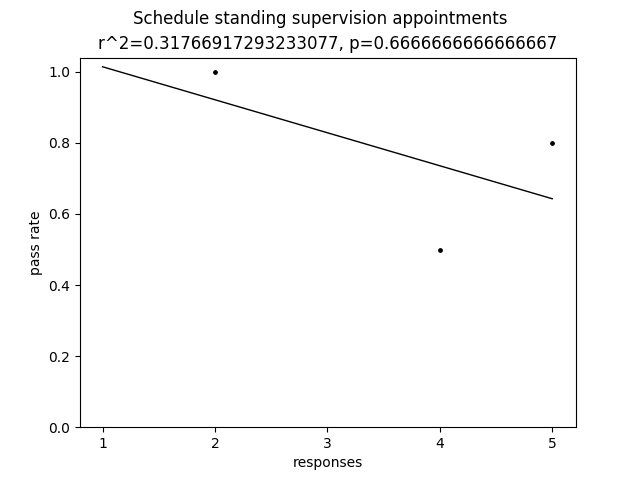 Schedule standing supervision appointments
r^2=0.31766917293233077, p=0.6666666666666667
1.0
0.8
0.6
0.4
0.2
0.0
pass rate
1 2 3 4 5
responses